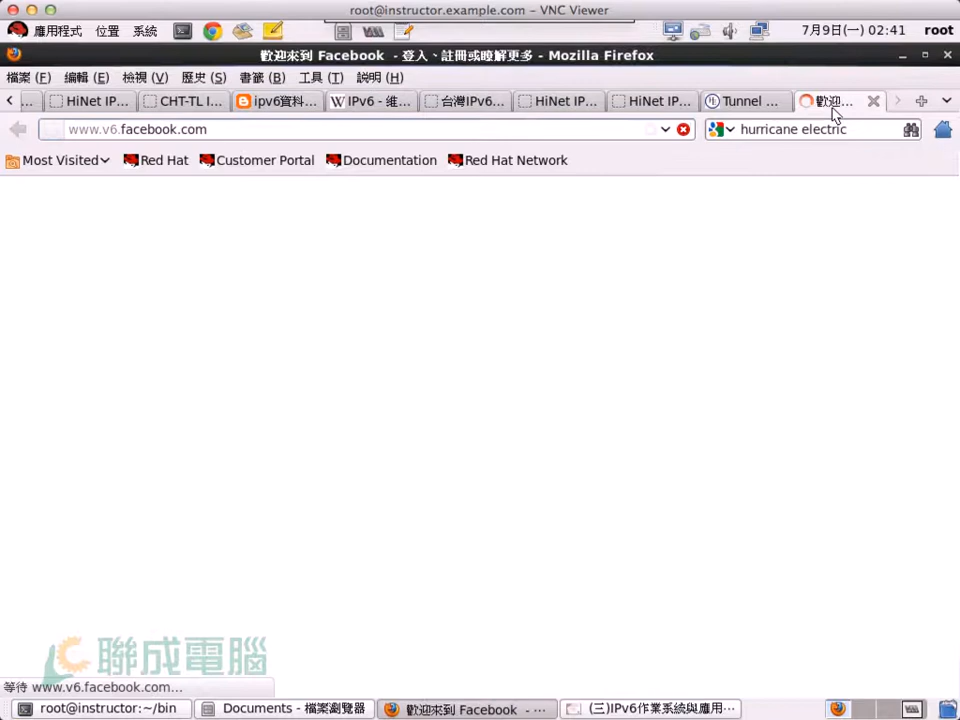 root@instructor.example.com – VNC Viewer
應用程式 位置 系統 7月9日(一) 02:41 root
歡迎來到 Facebook - 登入、註冊或瞭解更多 - Mozilla Firefox
檔案 (F) 編輯 (E) 檢視 (V) 歷史 (S) 書籤 (B) 工具 (T) 說明 (H)
... HiNet IP... CHT-TL I... ipv6資料... IPv6 - 維... 台灣IPv6... HiNet IP... HiNet IP... Tunnel ... 歡迎...
www.v6.facebook.com hurricane electric
Most Visited Red Hat Customer Portal Documentation Red Hat Network
聯成電腦
等待 www.v6.facebook.com...
root@instructor:~/bin Documents - 檔案瀏覽器 歡迎來到 Facebook - ··· (三)IPv6作業系統與應用···